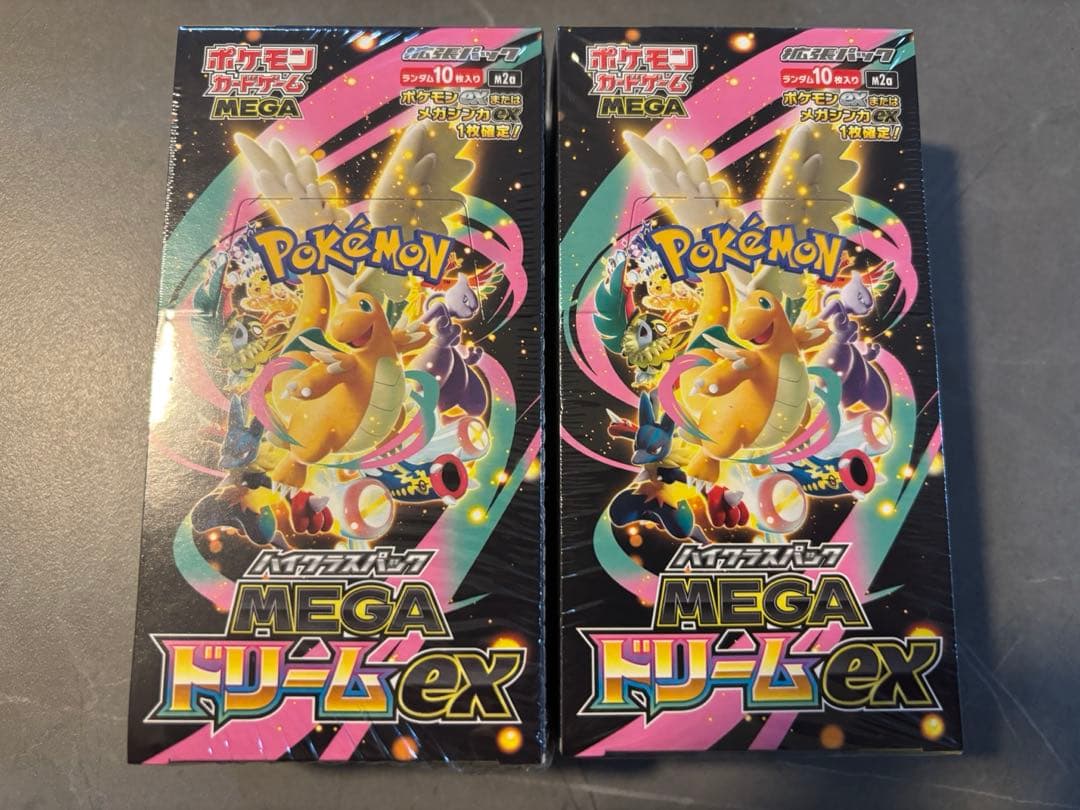 ポケモン
カードゲーム
MEGA
拡張パック
ランダム10枚入り M2a
ポケモンexまたは
メガシンカex
1枚確定!
POKÉMON
TM
ハイクラスパック
MEGA
ドリームex
ポケモン
カードゲーム
MEGA
拡張パック
ランダム10枚入り M2a
ポケモンexまたは
メガシンカex
1枚確定!
POKÉMON
ハイクラスパック
MEGA
ドリームex